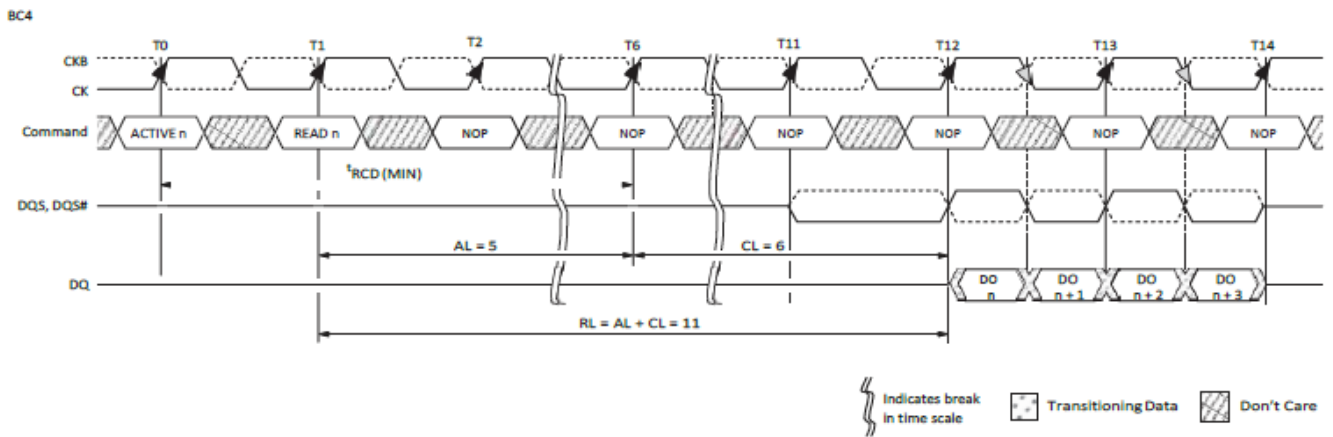 BC4
T0 T1 T2 T6 T11 T12 T13 T14
CKB
CK
Command ACTIVE n READ n NOP NOP NOP NOP NOP NOP
tRCD (MIN)
DQS, DQS#
AL = 5 CL = 6
DQ DO n DO n + 1 DO n + 2 DO n + 3
RL = AL + CL = 11
Indicates break
in time scale
Transitioning Data
Don't Care